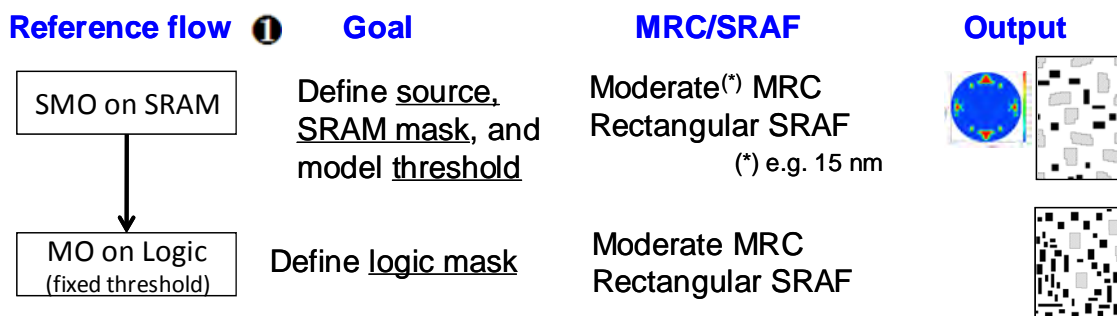 Reference flow ❶ Goal MRC/SRAF Output
SMO on SRAM
Define source,
SRAM mask, and
model threshold
Moderate(*) MRC
Rectangular SRAF
(*) e.g. 15 nm
MO on Logic
(fixed threshold)
Define logic mask
Moderate MRC
Rectangular SRAF